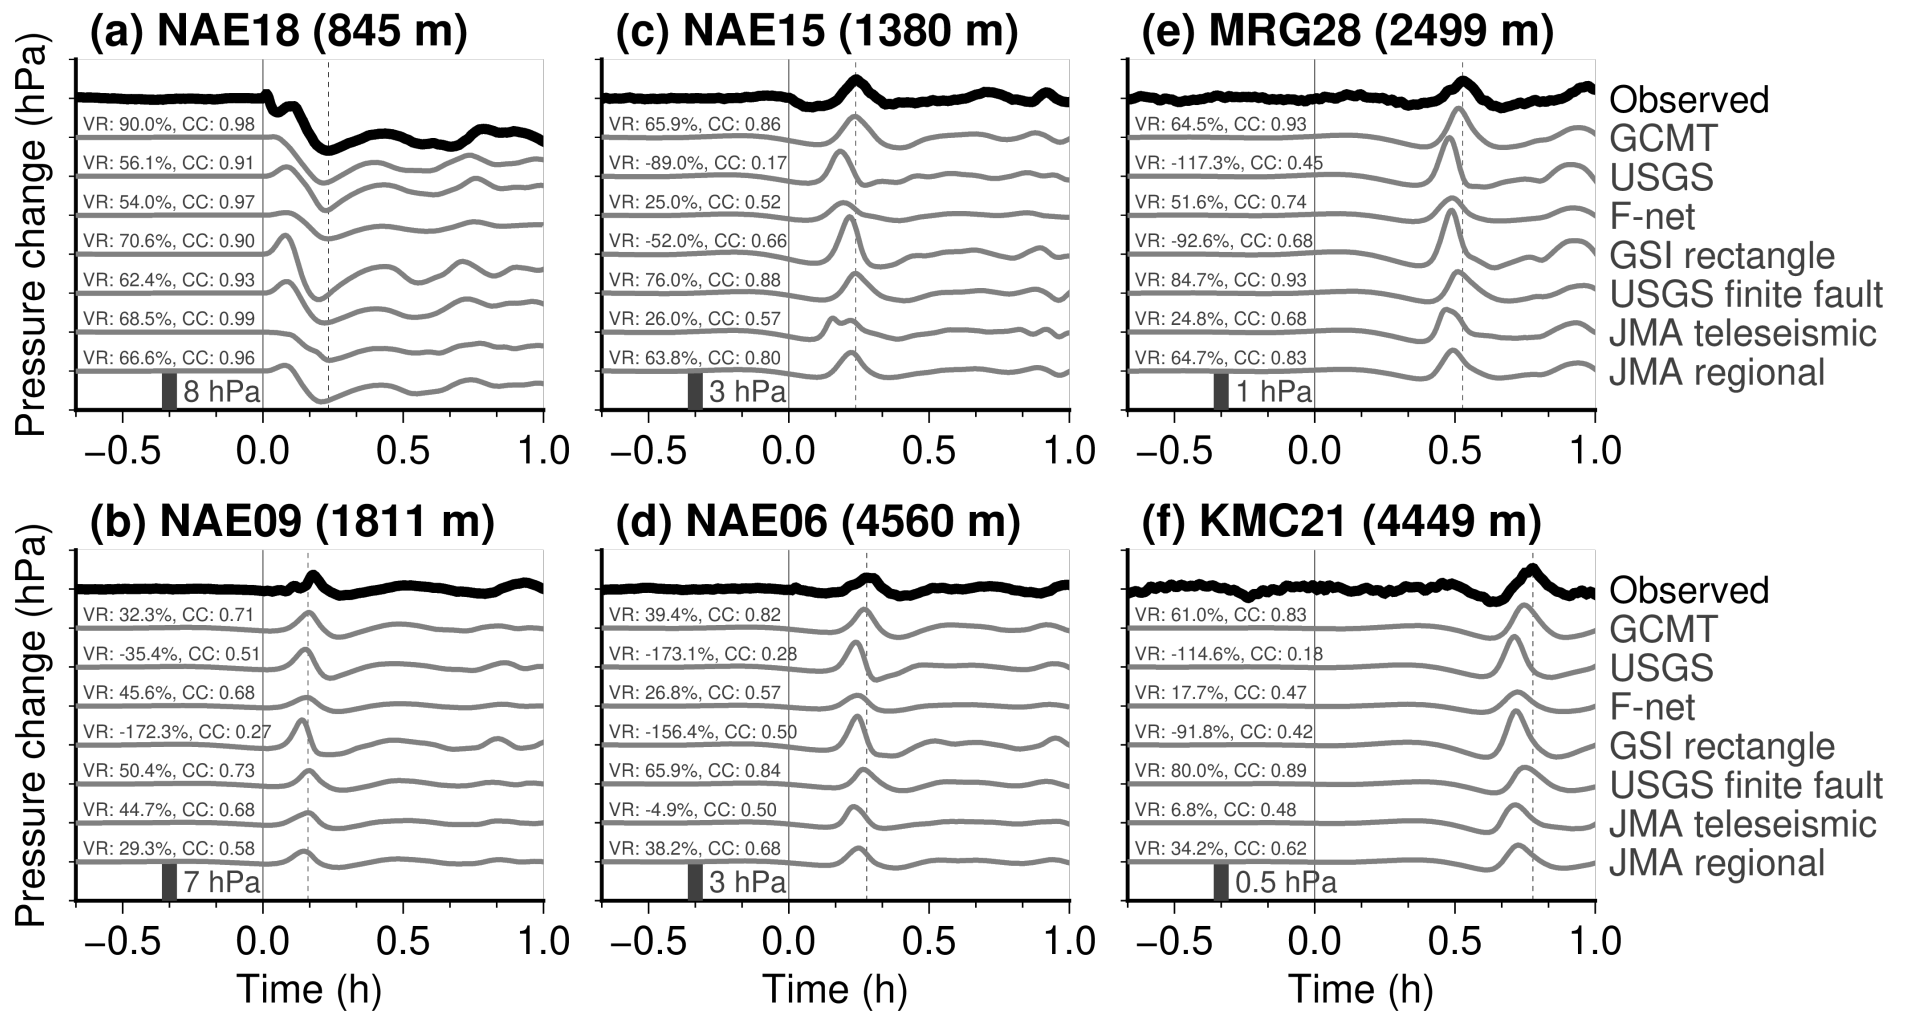 (a) NAE18 (845 m)
Pressure change (hPa)
VR: 90.0%, CC: 0.98
VR: 56.1%, CC: 0.91
VR: 54.0%, CC: 0.97
VR: 70.6%, CC: 0.90
VR: 62.4%, CC: 0.93
VR: 68.5%, CC: 0.99
VR: 66.6%, CC: 0.96
8 hPa
−0.5 0.0 0.5 1.0
(c) NAE15 (1380 m)
VR: 65.9%, CC: 0.86
VR: -89.0%, CC: 0.17
VR: 25.0%, CC: 0.52
VR: -52.0%, CC: 0.66
VR: 76.0%, CC: 0.88
VR: 26.0%, CC: 0.57
VR: 63.8%, CC: 0.80
3 hPa
−0.5 0.0 0.5 1.0
(e) MRG28 (2499 m)
VR: 64.5%, CC: 0.93
VR: -117.3%, CC: 0.45
VR: 51.6%, CC: 0.74
VR: -92.6%, CC: 0.68
VR: 84.7%, CC: 0.93
VR: 24.8%, CC: 0.68
VR: 64.7%, CC: 0.83
1 hPa
−0.5 0.0 0.5 1.0
Observed
GCMT
USGS
F-net
GSI rectangle
USGS finite fault
JMA teleseismic
JMA regional
(b) NAE09 (1811 m)
Pressure change (hPa)
VR: 32.3%, CC: 0.71
VR: -35.4%, CC: 0.51
VR: 45.6%, CC: 0.68
VR: -172.3%, CC: 0.27
VR: 50.4%, CC: 0.73
VR: 44.7%, CC: 0.68
VR: 29.3%, CC: 0.58
7 hPa
−0.5 0.0 0.5 1.0
Time (h)
(d) NAE06 (4560 m)
VR: 39.4%, CC: 0.82
VR: -173.1%, CC: 0.28
VR: 26.8%, CC: 0.57
VR: -156.4%, CC: 0.50
VR: 65.9%, CC: 0.84
VR: -4.9%, CC: 0.50
VR: 38.2%, CC: 0.68
3 hPa
−0.5 0.0 0.5 1.0
Time (h)
(f) KMC21 (4449 m)
VR: 61.0%, CC: 0.83
VR: -114.6%, CC: 0.18
VR: 17.7%, CC: 0.47
VR: -91.8%, CC: 0.42
VR: 80.0%, CC: 0.89
VR: 6.8%, CC: 0.48
VR: 34.2%, CC: 0.62
0.5 hPa
−0.5 0.0 0.5 1.0
Time (h)
Observed
GCMT
USGS
F-net
GSI rectangle
USGS finite fault
JMA teleseismic
JMA regional